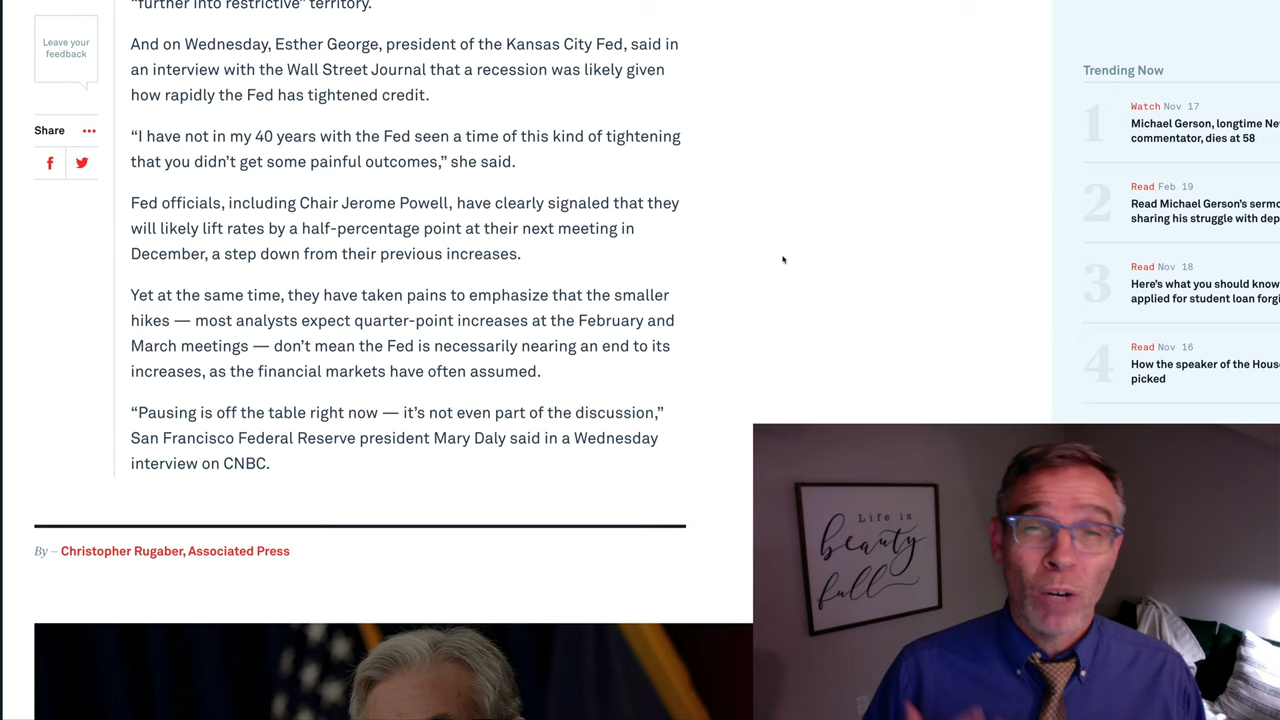 “further into restrictive” territory.
Leave your
feedback
And on Wednesday, Esther George, president of the Kansas City Fed, said in
an interview with the Wall Street Journal that a recession was likely given
how rapidly the Fed has tightened credit.
Share
“I have not in my 40 years with the Fed seen a time of this kind of tightening
that you didn’t get some painful outcomes,” she said.
Fed officials, including Chair Jerome Powell, have clearly signaled that they
will likely lift rates by a half-percentage point at their next meeting in
December, a step down from their previous increases.
Yet at the same time, they have taken pains to emphasize that the smaller
hikes — most analysts expect quarter-point increases at the February and
March meetings — don’t mean the Fed is necessarily nearing an end to its
increases, as the financial markets have often assumed.
“Pausing is off the table right now — it’s not even part of the discussion,”
San Francisco Federal Reserve president Mary Daly said in a Wednesday
interview on CNBC.
By – Christopher Rugaber, Associated Press
Trending Now
1
Watch Nov 17
Michael Gerson, longtime Ne
commentator, dies at 58
2
Read Feb 19
Read Michael Gerson’s sermo
sharing his struggle with dep
3
Read Nov 18
Here’s what you should know
applied for student loan forgi
4
Read Nov 16
How the speaker of the Hous
picked
Life is
beauty
full